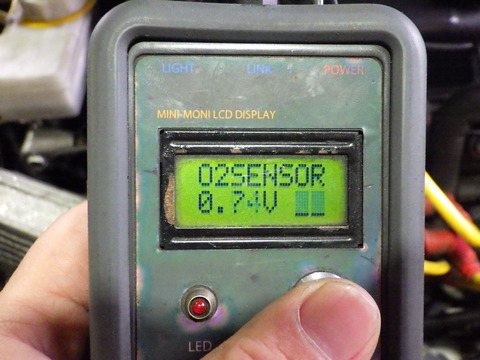 LIGHT LINK POWER
MINI-MONI LCD DISPLAY
O2SENSOR
0.74V
LED